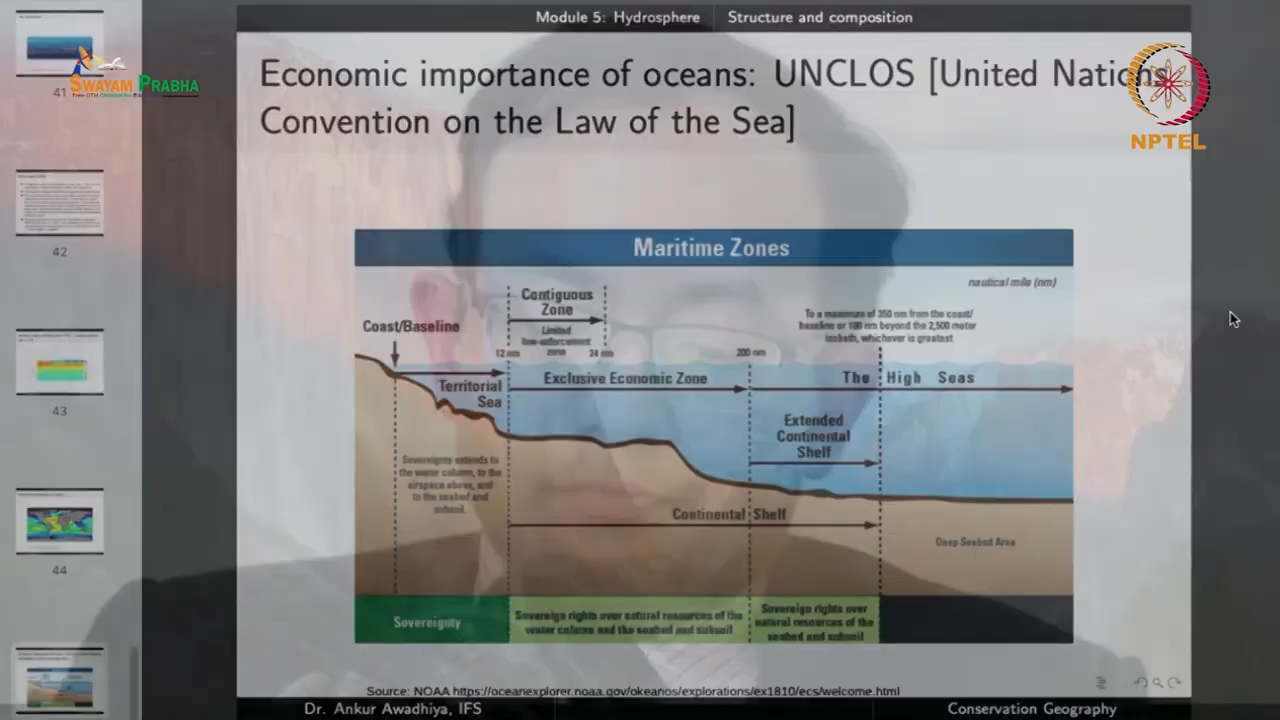 Module 5: Hydrosphere
Structure and composition
41
SWAYAM PRABHA
Economic importance of oceans: UNCLOS [United Nations
Convention on the Law of the Sea]
NPTEL
42
43
44
Maritime Zones
nautical mile (nm)
Contiguous
Zone
Limited
law-enforcement
zone
Coast/Baseline
To a maximum of 350 nm from the coast/
baseline or 100 nm beyond the 2,500 meter
isobath, whichever is greatest
12 nm
24 nm
200 nm
Territorial
Sea
Exclusive Economic Zone
The High Seas
Extended
Continental
Shelf
Sovereignty extends to
the water column, to the
airspace above, and
to the seabed and
subsoil.
Continental Shelf
Deep Seabed Area
Sovereignty
Sovereign rights over natural resources of the
water column and the seabed and subsoil
Sovereign rights over
natural resources of the
seabed and subsoil
Source: NOAA https://oceanexplorer.noaa.gov/okeanos/explorations/ex1810/ecs/welcome.html
Dr. Ankur Awadhiya, IFS
Conservation Geography